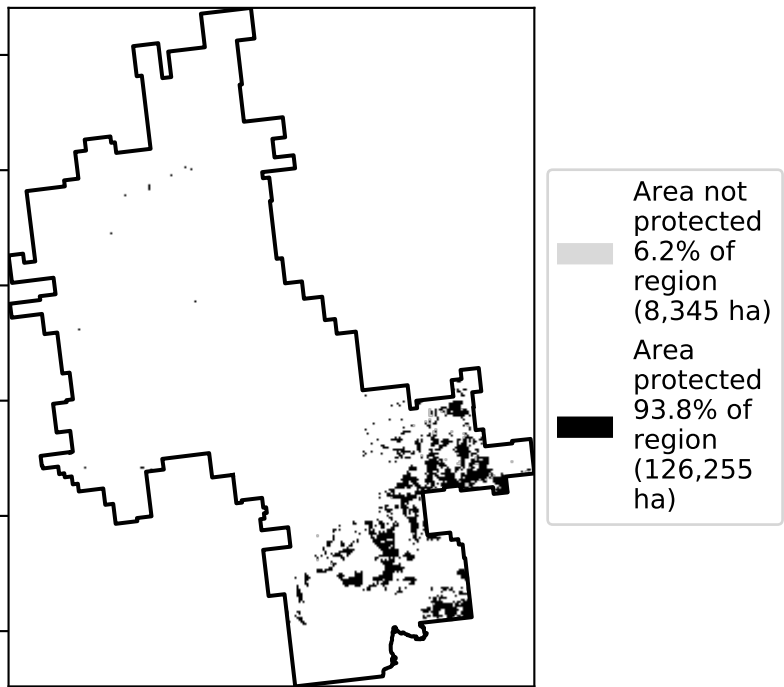 Area not
protected
6.2% of
region
(8,345 ha)
Area
protected
93.8% of
region
(126,255
ha)